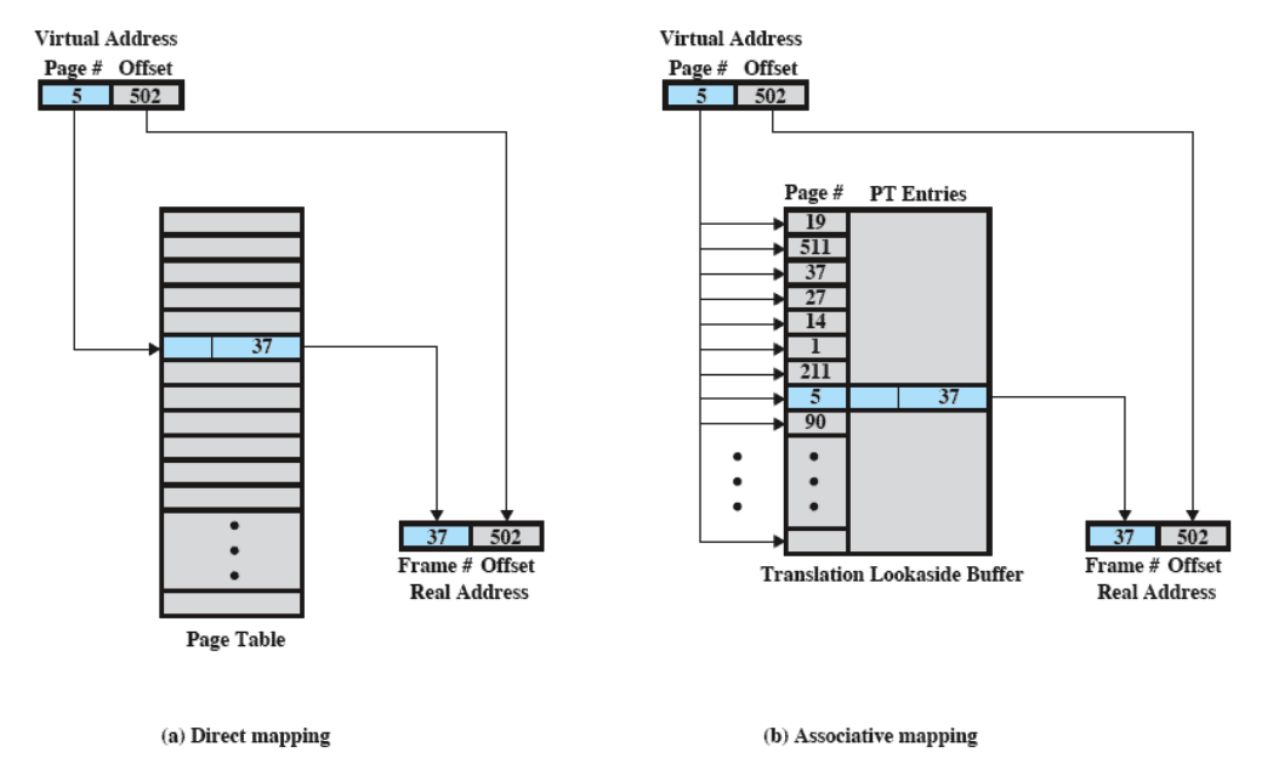 Virtual Address
Page # Offset
5 502
37
37 502
Frame # Offset
Real Address
Page Table
(a) Direct mapping
Virtual Address
Page # Offset
5 502
Page # PT Entries
19
511
37
27
14
1
211
5 37
90
37 502
Frame # Offset
Real Address
Translation Lookaside Buffer
(b) Associative mapping